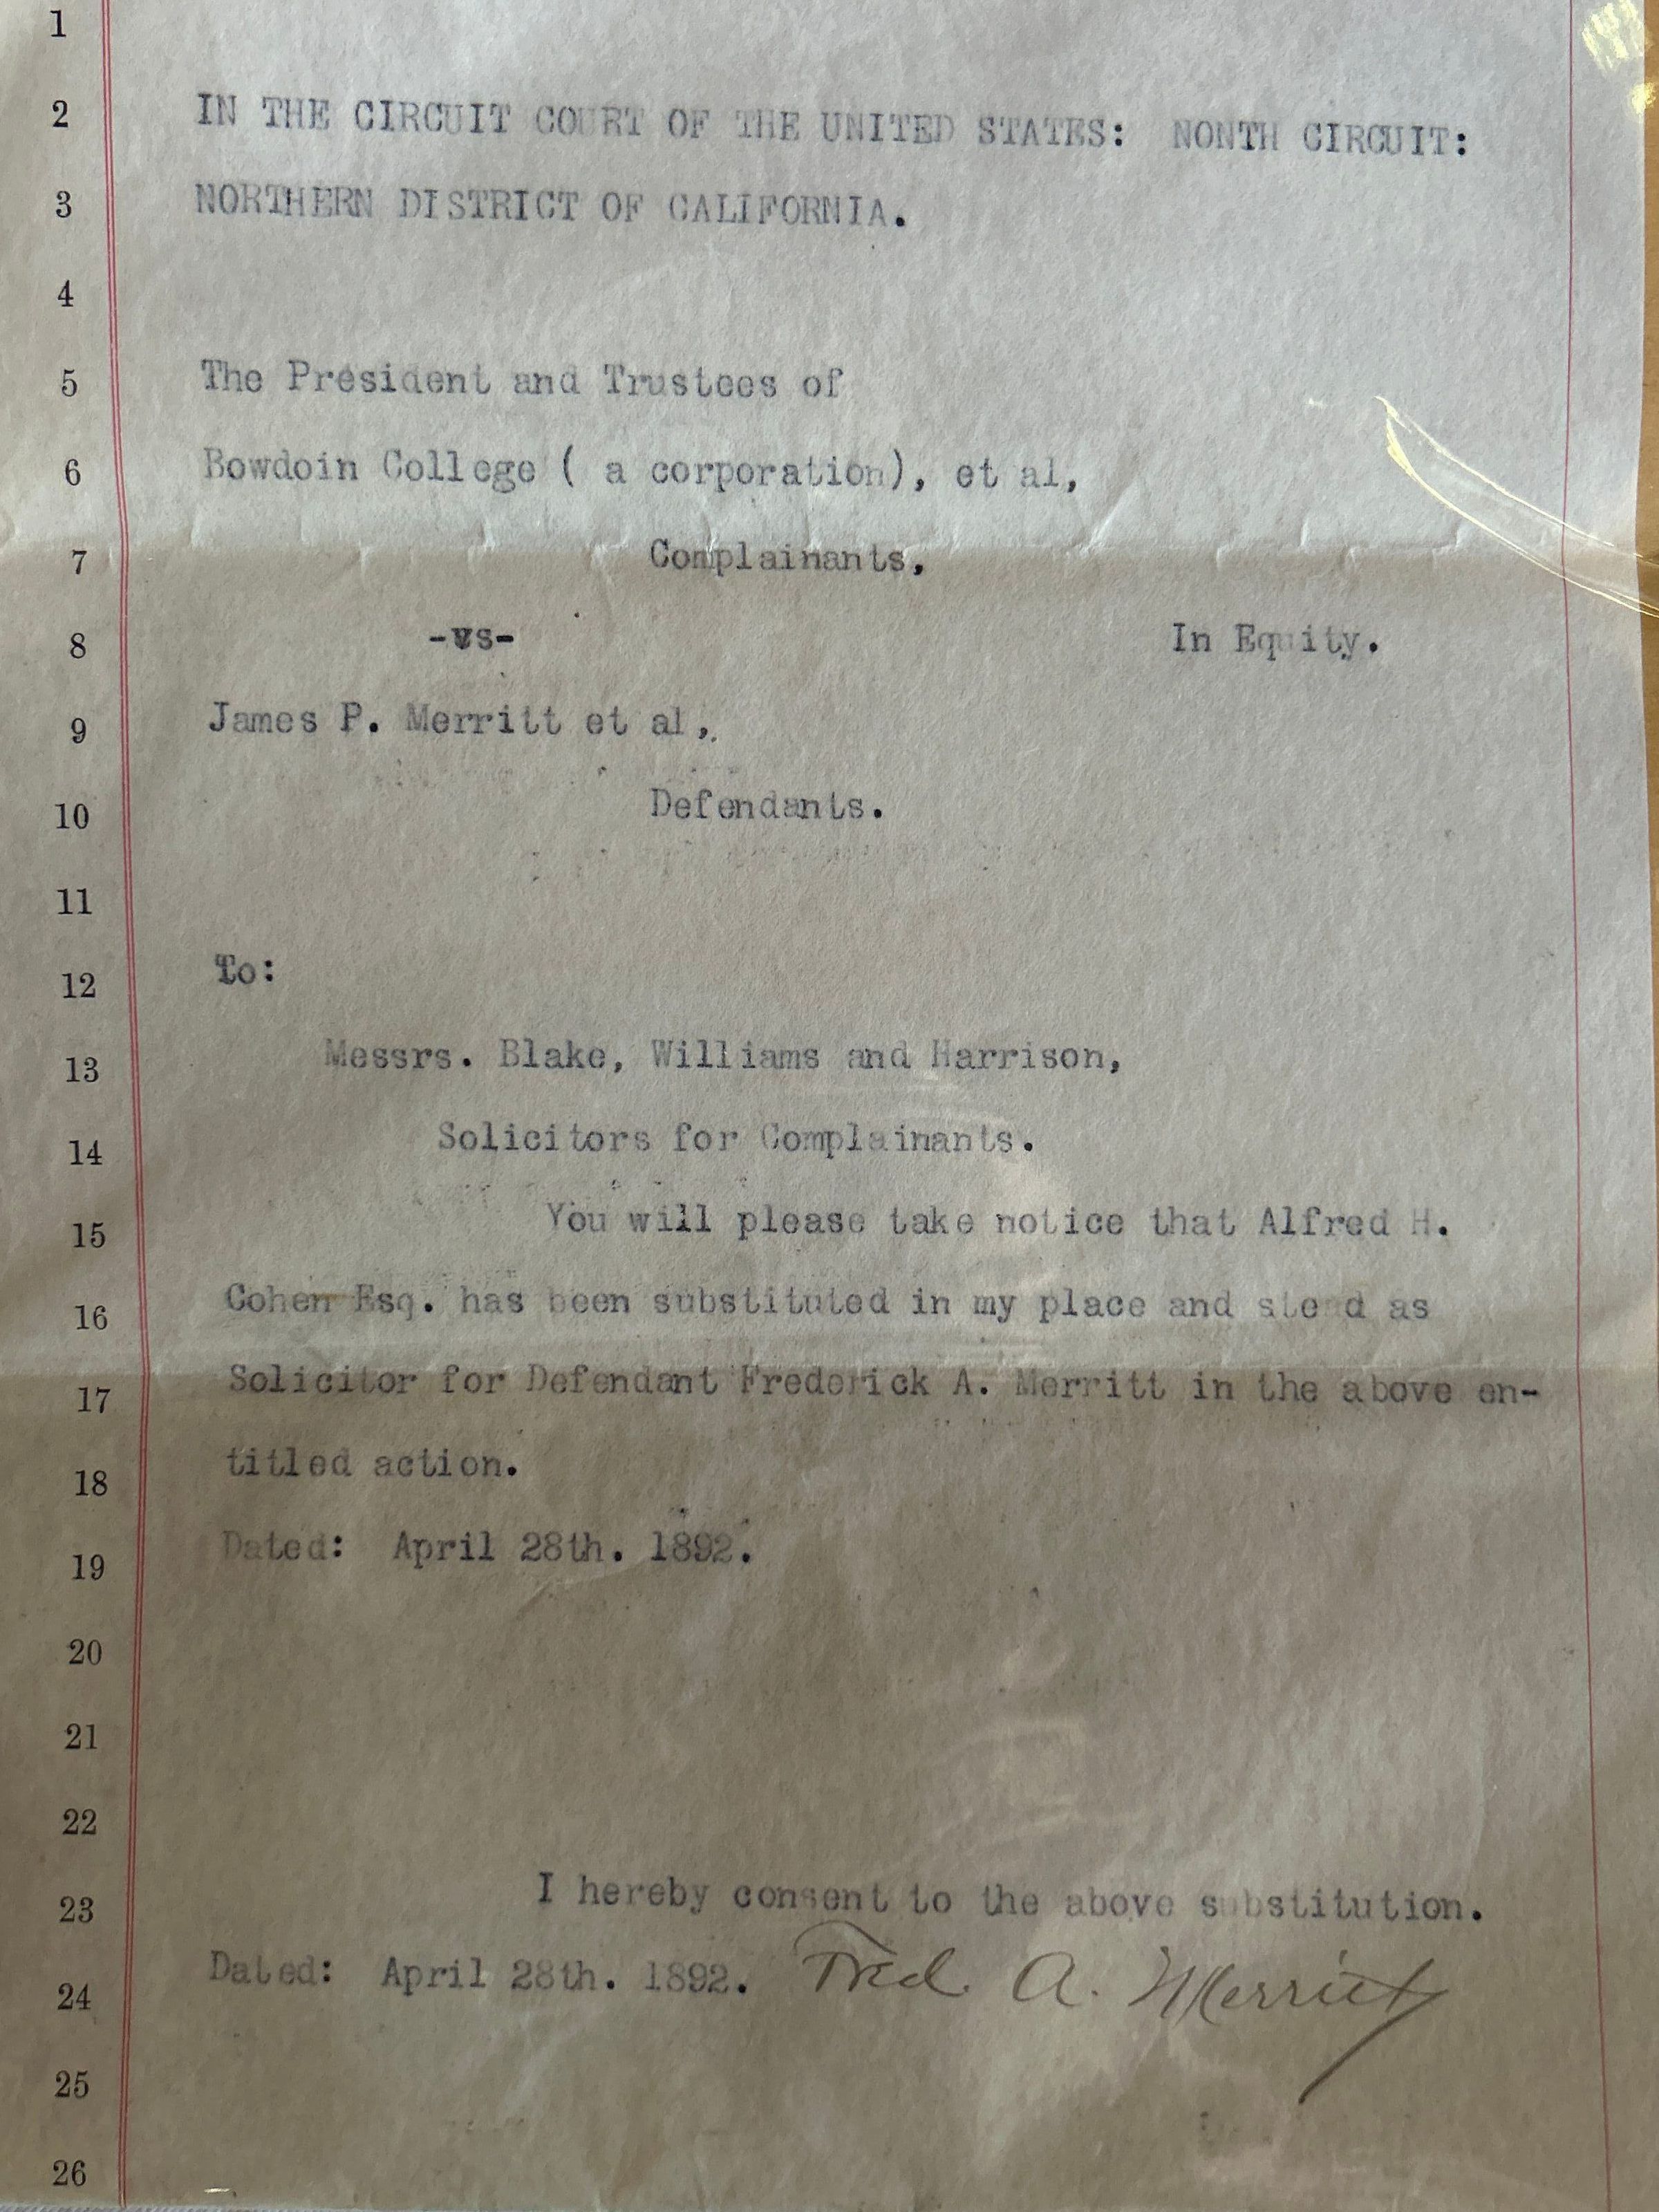 1
2 IN THE CIRCUIT COURT OF THE UNITED STATES: NONTH CIRCUIT:
3 NORTHERN DISTRICT OF CALIFORNIA.
4
5 The President and Trustees of
6 Bowdoin College ( a corporation), et al,
7 Complainants,
8 -vs- In Equity.
9 James P. Merritt et al,.
10 Defendants.
11
12 To:
13 Messrs. Blake, Williams and Harrison,
14 Solicitors for Complainants.
15 You will please take notice that Alfred H.
16 Cohen Esq. has been substituted in my place and stead as
17 Solicitor for Defendant Frederick A. Merritt in the above en-
18 titled action.
19 Dated: April 28th. 1892.
20
21
22
23 I hereby consent to the above substitution.
24 Dated: April 28th. 1892. Fred. A. Merritt
25
26